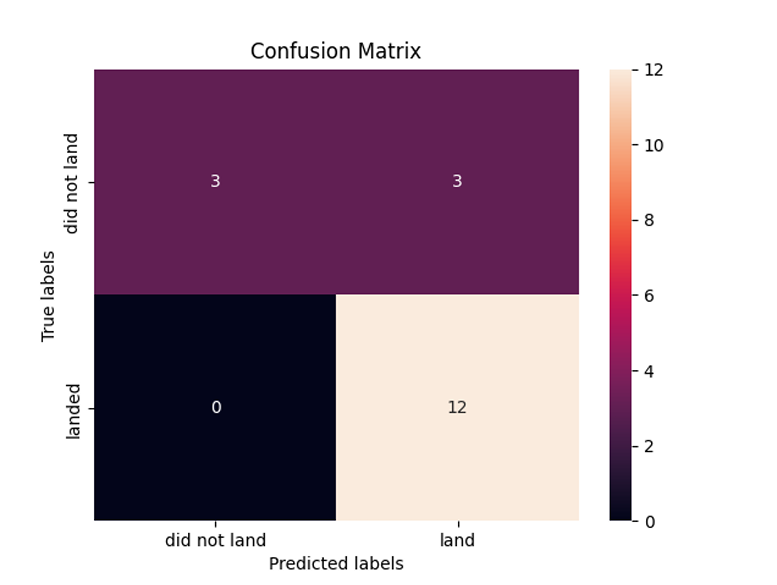 Confusion Matrix
True labels
did not land
landed
3 3
0 12
did not land land
Predicted labels
12
10
8
6
4
2
0